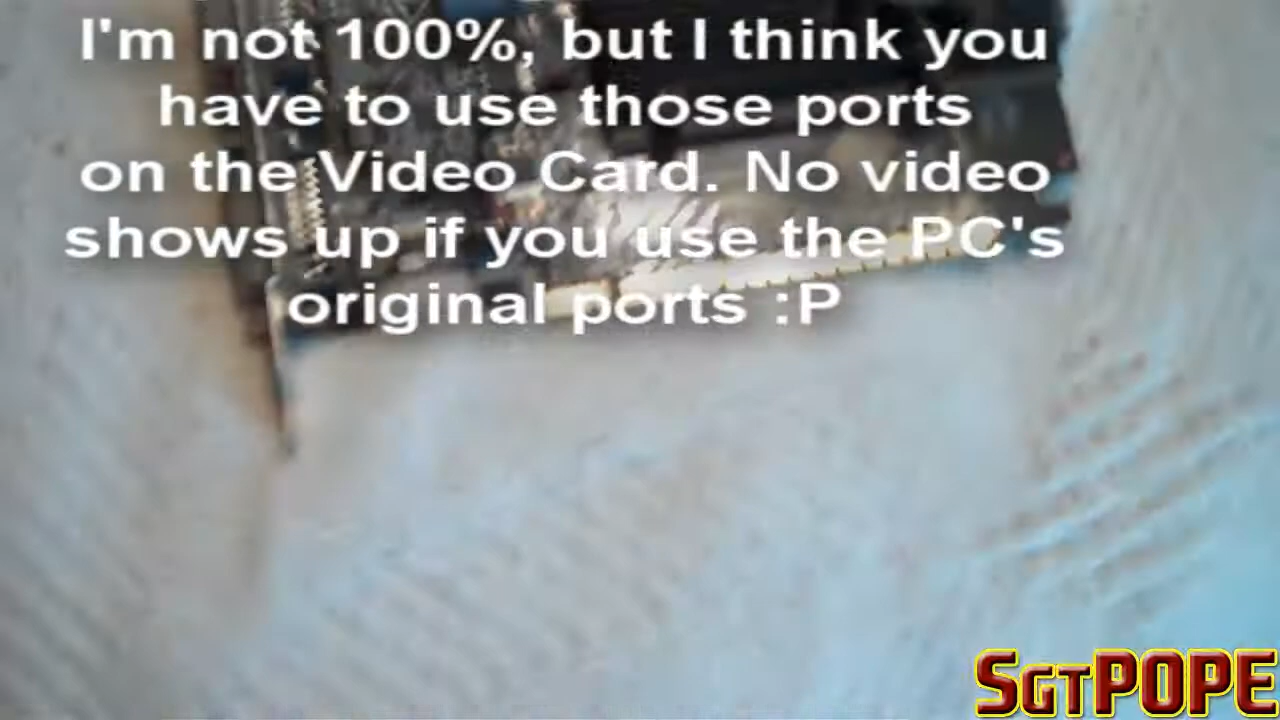 I'm not 100%, but I think you
have to use those ports
on the Video Card. No video
shows up if you use the PC's
original ports :P
SGTPOPE